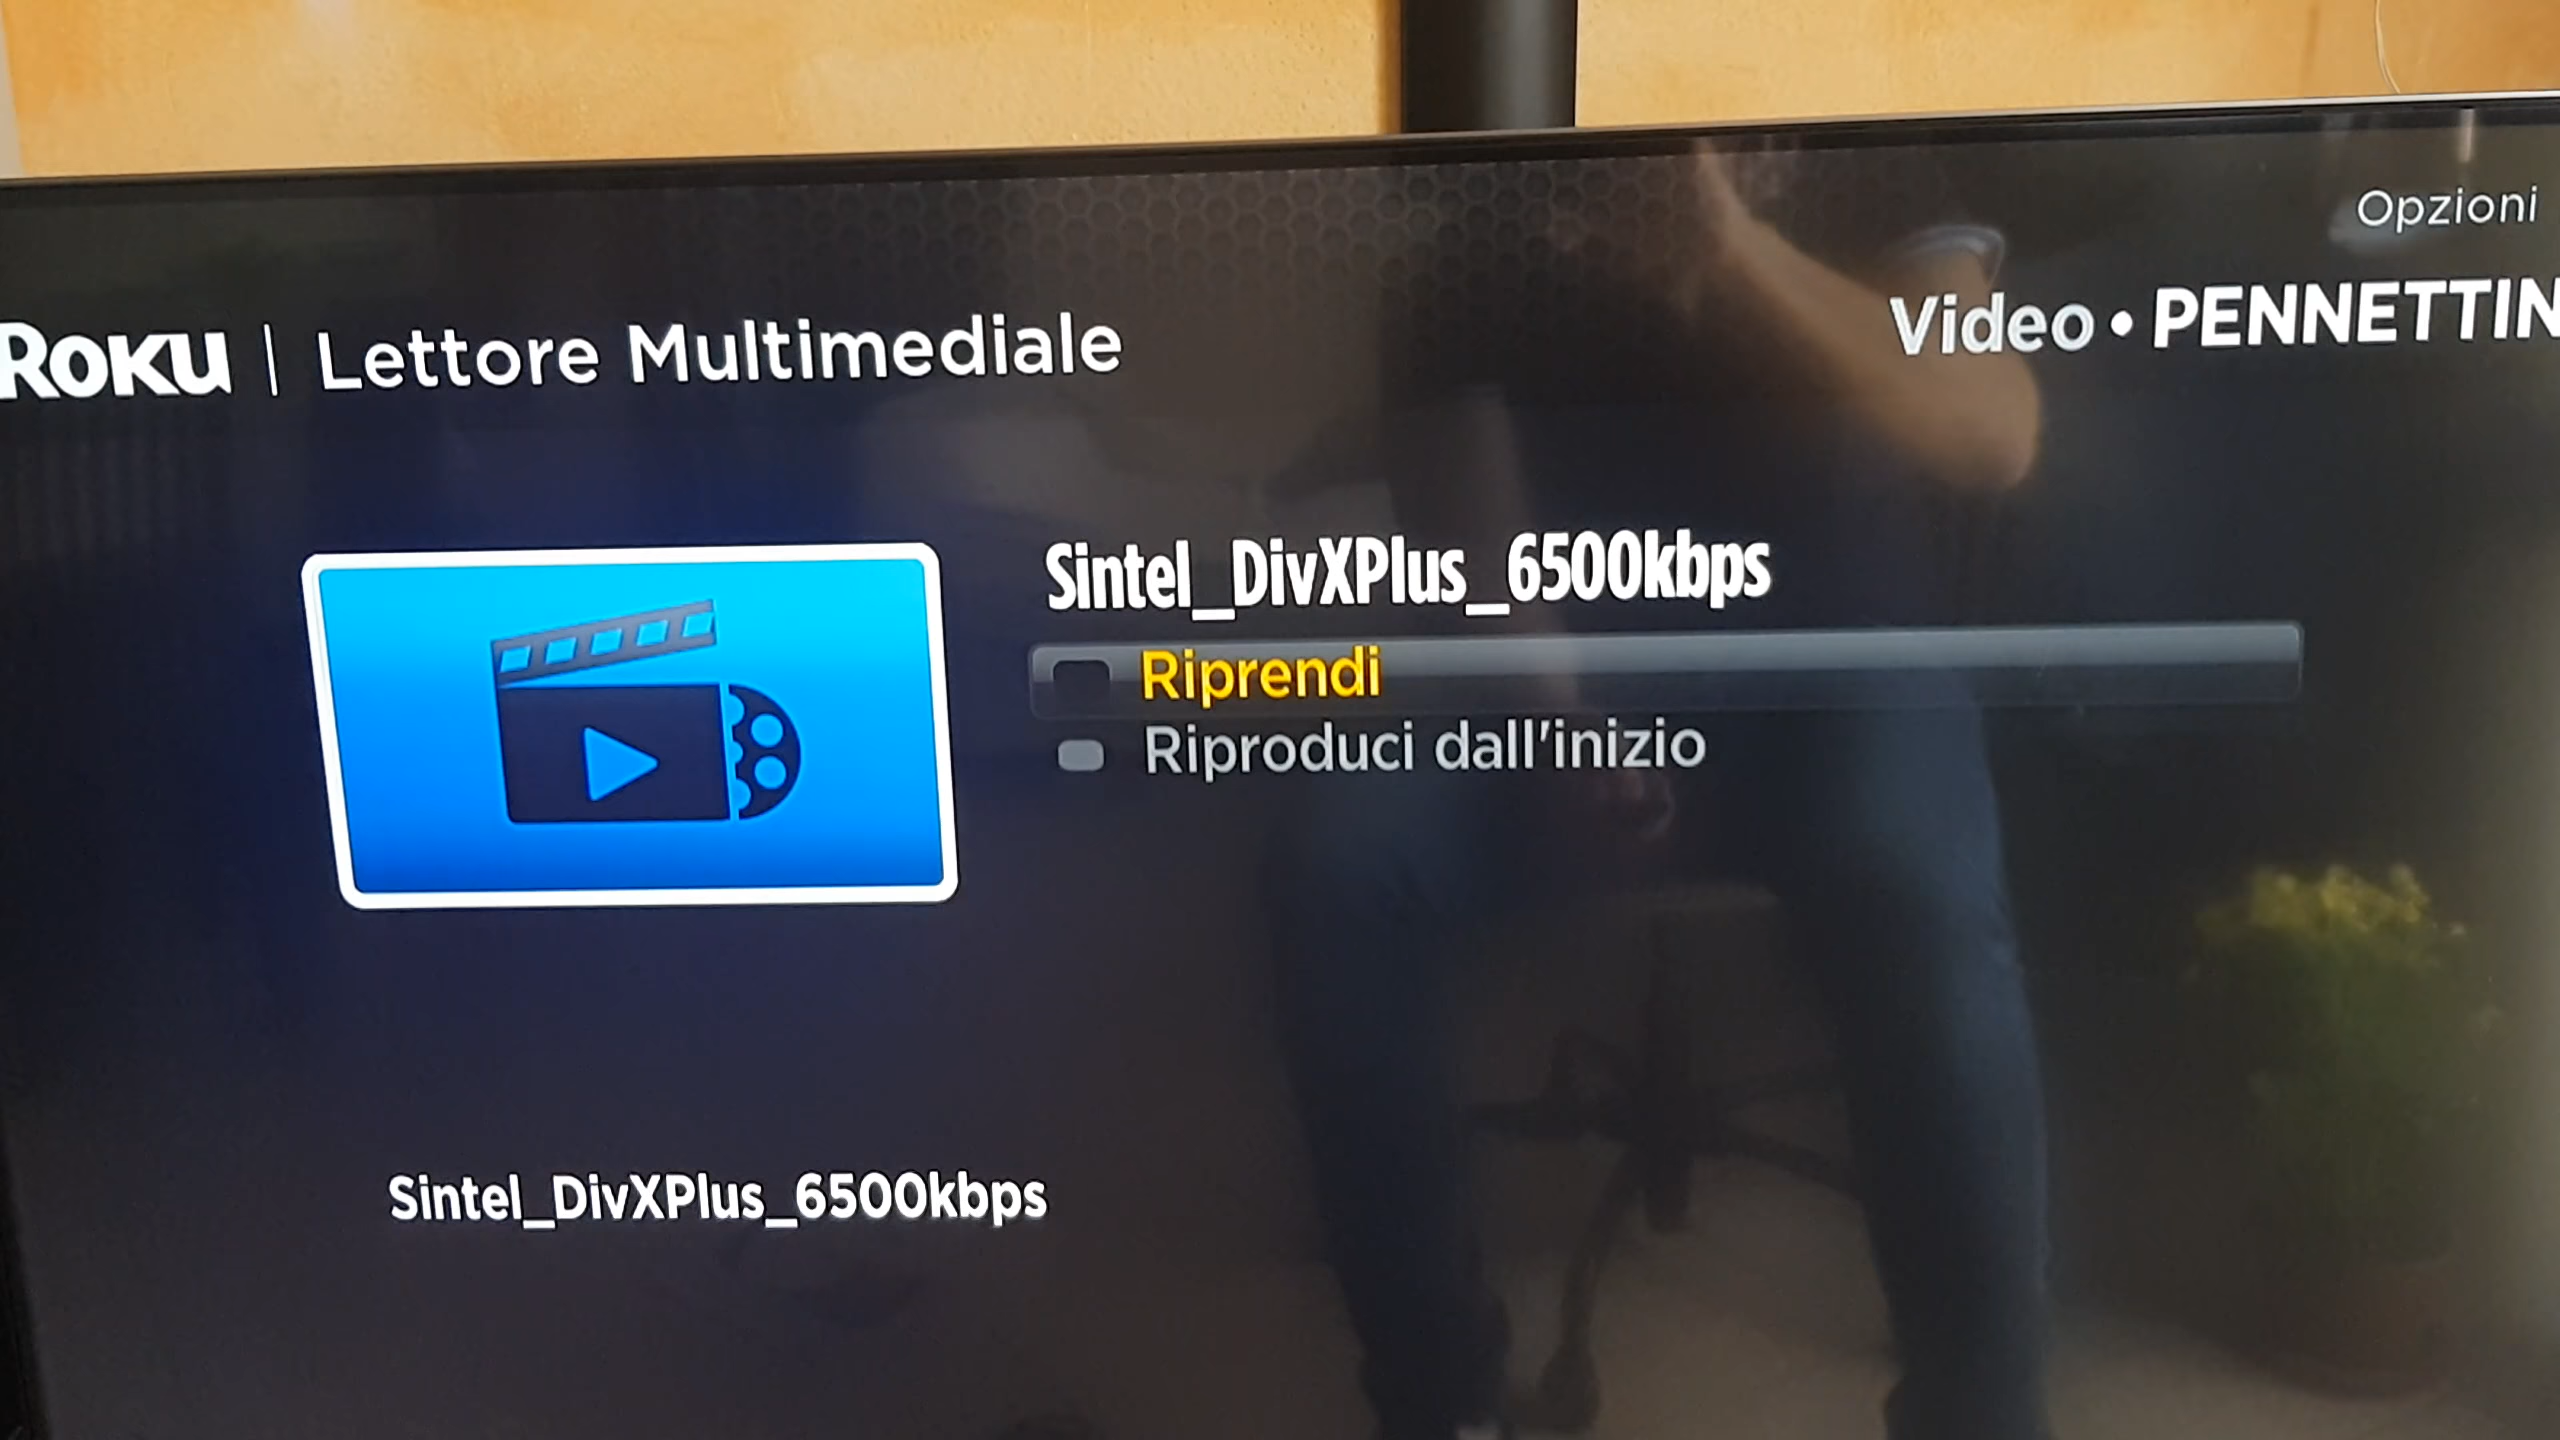 Opzioni
Roku | Lettore Multimediale
Video • PENNETTIN
Sintel_DivXPlus_6500kbps
Riprendi
Riproduci dall'inizio
Sintel_DivXPlus_6500kbps